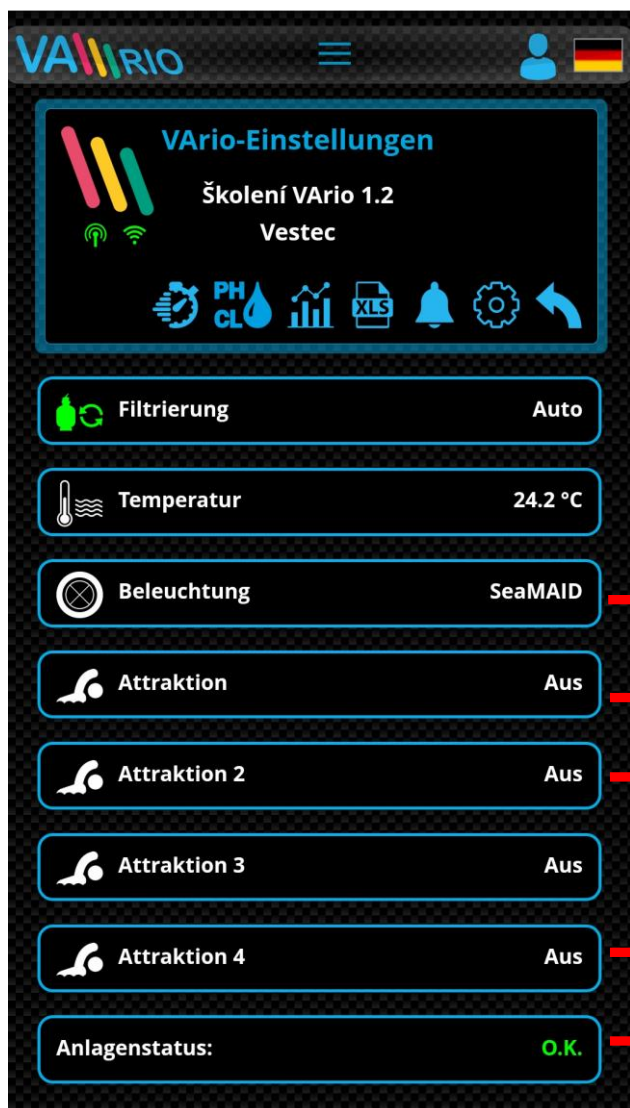 VARIO
VArio-Einstellungen
Školení VArio 1.2
Vestec
PH
CL
XLS
Filtrierung Auto
Temperatur 24.2 °C
Beleuchtung SeaMAID
Attraktion Aus
Attraktion 2 Aus
Attraktion 3 Aus
Attraktion 4 Aus
Anlagenstatus: O.K.